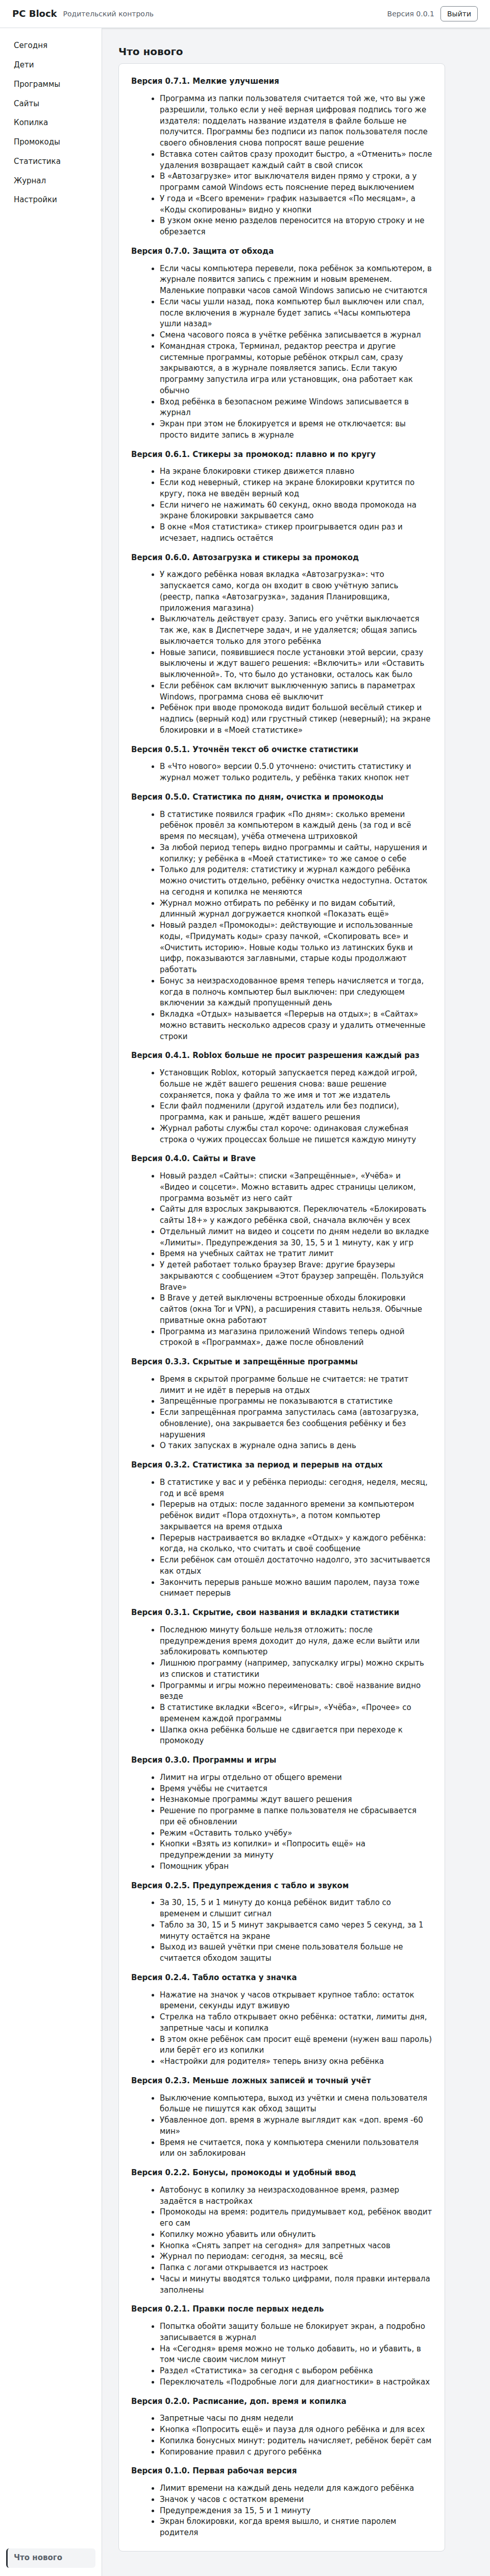 PC Block Родительский контроль
Версия 0.0.1 Выйти
Сегодня
Дети
Программы
Сайты
Копилка
Промокоды
Статистика
Журнал
Настройки
Что нового
Версия 0.7.1. Мелкие улучшения
• Программа из папки пользователя считается той же, что вы уже
разрешили, только если у неё верная цифровая подпись того же
издателя: подделать название издателя в файле больше не
получится. Программы без подписи из папок пользователя после
своего обновления снова попросят ваше решение
• Вставка сотен сайтов сразу проходит быстро, а «Отменить» после
удаления возвращает каждый сайт в свой список
• В «Автозагрузке» итог выключателя виден прямо у строки, а у
программ самой Windows есть пояснение перед выключением
• У года и «Всего времени» график называется «По месяцам», а
«Коды скопированы» видно у кнопки
• В узком окне меню разделов переносится на вторую строку и не
обрезается
Версия 0.7.0. Защита от обхода
• Если часы компьютера перевели, пока ребёнок за компьютером, в
журнале появится запись с прежним и новым временем.
Маленькие поправки часов самой Windows записью не считаются
• Если часы ушли назад, пока компьютер был выключен или спал,
после включения в журнале будет запись «Часы компьютера
ушли назад»
• Смена часового пояса в учётке ребёнка записывается в журнал
• Командная строка, Терминал, редактор реестра и другие
системные программы, которые ребёнок открыл сам, сразу
закрываются, а в журнале появляется запись. Если такую
программу запустила игра или установщик, она работает как
обычно
• Вход ребёнка в безопасном режиме Windows записывается в
журнал
• Экран при этом не блокируется и время не отключается: вы
просто видите запись в журнале
Версия 0.6.1. Стикеры за промокод: плавно и по кругу
• На экране блокировки стикер движется плавно
• Если код неверный, стикер на экране блокировки крутится по
кругу, пока не введён верный код
• Если ничего не нажимать 60 секунд, окно ввода промокода на
экране блокировки закрывается само
• В окне «Моя статистика» стикер проигрывается один раз и
исчезает, надпись остаётся
Версия 0.6.0. Автозагрузка и стикеры за промокод
• У каждого ребёнка новая вкладка «Автозагрузка»: что
запускается само, когда он входит в свою учётную запись
(реестр, папка «Автозагрузка», задания Планировщика,
приложения магазина)
• Выключатель действует сразу. Запись его учётки выключается
так же, как в Диспетчере задач, и не удаляется; общая запись
выключается только для этого ребёнка
• Новые записи, появившиеся после установки этой версии, сразу
выключены и ждут вашего решения: «Включить» или «Оставить
выключенной». То, что было до установки, осталось как было
• Если ребёнок сам включит выключенную запись в параметрах
Windows, программа снова её выключит
• Ребёнок при вводе промокода видит большой весёлый стикер и
надпись (верный код) или грустный стикер (неверный); на экране
блокировки и в «Моей статистике»
Версия 0.5.1. Уточнён текст об очистке статистики
• В «Что нового» версии 0.5.0 уточнено: очистить статистику и
журнал может только родитель, у ребёнка таких кнопок нет
Версия 0.5.0. Статистика по дням, очистка и промокоды
• В статистике появился график «По дням»: сколько времени
ребёнок провёл за компьютером в каждый день (за год и всё
время по месяцам), учёба отмечена штриховкой
• За любой период теперь видно программы и сайты, нарушения и
копилку; у ребёнка в «Моей статистике» то же самое о себе
• Только для родителя: статистику и журнал каждого ребёнка
можно очистить отдельно, ребёнку очистка недоступна. Остаток
на сегодня и копилка не меняются
• Журнал можно отбирать по ребёнку и по видам событий,
длинный журнал догружается кнопкой «Показать ещё»
• Новый раздел «Промокоды»: действующие и использованные
коды, «Придумать коды» сразу пачкой, «Скопировать все» и
«Очистить историю». Новые коды только из латинских букв и
цифр, показываются заглавными, старые коды продолжают
работать
• Бонус за неизрасходованное время теперь начисляется и тогда,
когда в полночь компьютер был выключен: при следующем
включении за каждый пропущенный день
• Вкладка «Отдых» называется «Перерыв на отдых»; в «Сайтах»
можно вставить несколько адресов сразу и удалить отмеченные
строки
Версия 0.4.1. Roblox больше не просит разрешения каждый раз
• Установщик Roblox, который запускается перед каждой игрой,
больше не ждёт вашего решения снова: ваше решение
сохраняется, пока у файла то же имя и тот же издатель
• Если файл подменили (другой издатель или без подписи),
программа, как и раньше, ждёт вашего решения
• Журнал работы службы стал короче: одинаковая служебная
строка о чужих процессах больше не пишется каждую минуту
Версия 0.4.0. Сайты и Brave
• Новый раздел «Сайты»: списки «Запрещённые», «Учёба» и
«Видео и соцсети». Можно вставить адрес страницы целиком,
программа возьмёт из него сайт
• Сайты для взрослых закрываются. Переключатель «Блокировать
сайты 18+» у каждого ребёнка свой, сначала включён у всех
• Отдельный лимит на видео и соцсети по дням недели во вкладке
«Лимиты». Предупреждения за 30, 15, 5 и 1 минуту, как у игр
• Время на учебных сайтах не тратит лимит
• У детей работает только браузер Brave: другие браузеры
закрываются с сообщением «Этот браузер запрещён. Пользуйся
Brave»
• В Brave у детей выключены встроенные обходы блокировки
сайтов (окна Tor и VPN), а расширения ставить нельзя. Обычные
приватные окна работают
• Программа из магазина приложений Windows теперь одной
строкой в «Программах», даже после обновлений
Версия 0.3.3. Скрытые и запрещённые программы
• Время в скрытой программе больше не считается: не тратит
лимит и не идёт в перерыв на отдых
• Запрещённые программы не показываются в статистике
• Если запрещённая программа запустилась сама (автозагрузка,
обновление), она закрывается без сообщения ребёнку и без
нарушения
• О таких запусках в журнале одна запись в день
Версия 0.3.2. Статистика за период и перерыв на отдых
• В статистике у вас и у ребёнка периоды: сегодня, неделя, месяц,
год и всё время
• Перерыв на отдых: после заданного времени за компьютером
ребёнок видит «Пора отдохнуть», а потом компьютер
закрывается на время отдыха
• Перерыв настраивается во вкладке «Отдых» у каждого ребёнка:
когда, на сколько, что считать и своё сообщение
• Если ребёнок сам отошёл достаточно надолго, это засчитывается
как отдых
• Закончить перерыв раньше можно вашим паролем, пауза тоже
снимает перерыв
Версия 0.3.1. Скрытие, свои названия и вкладки статистики
• Последнюю минуту больше нельзя отложить: после
предупреждения время доходит до нуля, даже если выйти или
заблокировать компьютер
• Лишнюю программу (например, запускалку игры) можно скрыть
из списков и статистики
• Программы и игры можно переименовать: своё название видно
везде
• В статистике вкладки «Всего», «Игры», «Учёба», «Прочее» со
временем каждой программы
• Шапка окна ребёнка больше не сдвигается при переходе к
промокоду
Версия 0.3.0. Программы и игры
• Лимит на игры отдельно от общего времени
• Время учёбы не считается
• Незнакомые программы ждут вашего решения
• Решение по программе в папке пользователя не сбрасывается
при её обновлении
• Режим «Оставить только учёбу»
• Кнопки «Взять из копилки» и «Попросить ещё» на
предупреждении за минуту
• Помощник убран
Версия 0.2.5. Предупреждения с табло и звуком
• За 30, 15, 5 и 1 минуту до конца ребёнок видит табло со
временем и слышит сигнал
• Табло за 30, 15 и 5 минут закрывается само через 5 секунд, за 1
минуту остаётся на экране
• Выход из вашей учётки при смене пользователя больше не
считается обходом защиты
Версия 0.2.4. Табло остатка у значка
• Нажатие на значок у часов открывает крупное табло: остаток
времени, секунды идут вживую
• Стрелка на табло открывает окно ребёнка: остатки, лимиты дня,
запретные часы и копилка
• В этом окне ребёнок сам просит ещё времени (нужен ваш пароль)
или берёт его из копилки
• «Настройки для родителя» теперь внизу окна ребёнка
Версия 0.2.3. Меньше ложных записей и точный учёт
• Выключение компьютера, выход из учётки и смена пользователя
больше не пишутся как обход защиты
• Убавленное доп. время в журнале выглядит как «доп. время -60
мин»
• Время не считается, пока у компьютера сменили пользователя
или он заблокирован
Версия 0.2.2. Бонусы, промокоды и удобный ввод
• Автобонус в копилку за неизрасходованное время, размер
задаётся в настройках
• Промокоды на время: родитель придумывает код, ребёнок вводит
его сам
• Копилку можно убавить или обнулить
• Кнопка «Снять запрет на сегодня» для запретных часов
• Журнал по периодам: сегодня, за месяц, всё
• Папка с логами открывается из настроек
• Часы и минуты вводятся только цифрами, поля правки интервала
заполнены
Версия 0.2.1. Правки после первых недель
• Попытка обойти защиту больше не блокирует экран, а подробно
записывается в журнал
• На «Сегодня» время можно не только добавить, но и убавить, в
том числе своим числом минут
• Раздел «Статистика» за сегодня с выбором ребёнка
• Переключатель «Подробные логи для диагностики» в настройках
Версия 0.2.0. Расписание, доп. время и копилка
• Запретные часы по дням недели
• Кнопка «Попросить ещё» и пауза для одного ребёнка и для всех
• Копилка бонусных минут: родитель начисляет, ребёнок берёт сам
• Копирование правил с другого ребёнка
Версия 0.1.0. Первая рабочая версия
• Лимит времени на каждый день недели для каждого ребёнка
• Значок у часов с остатком времени
• Предупреждения за 15, 5 и 1 минуту
• Экран блокировки, когда время вышло, и снятие паролем
родителя
Что нового